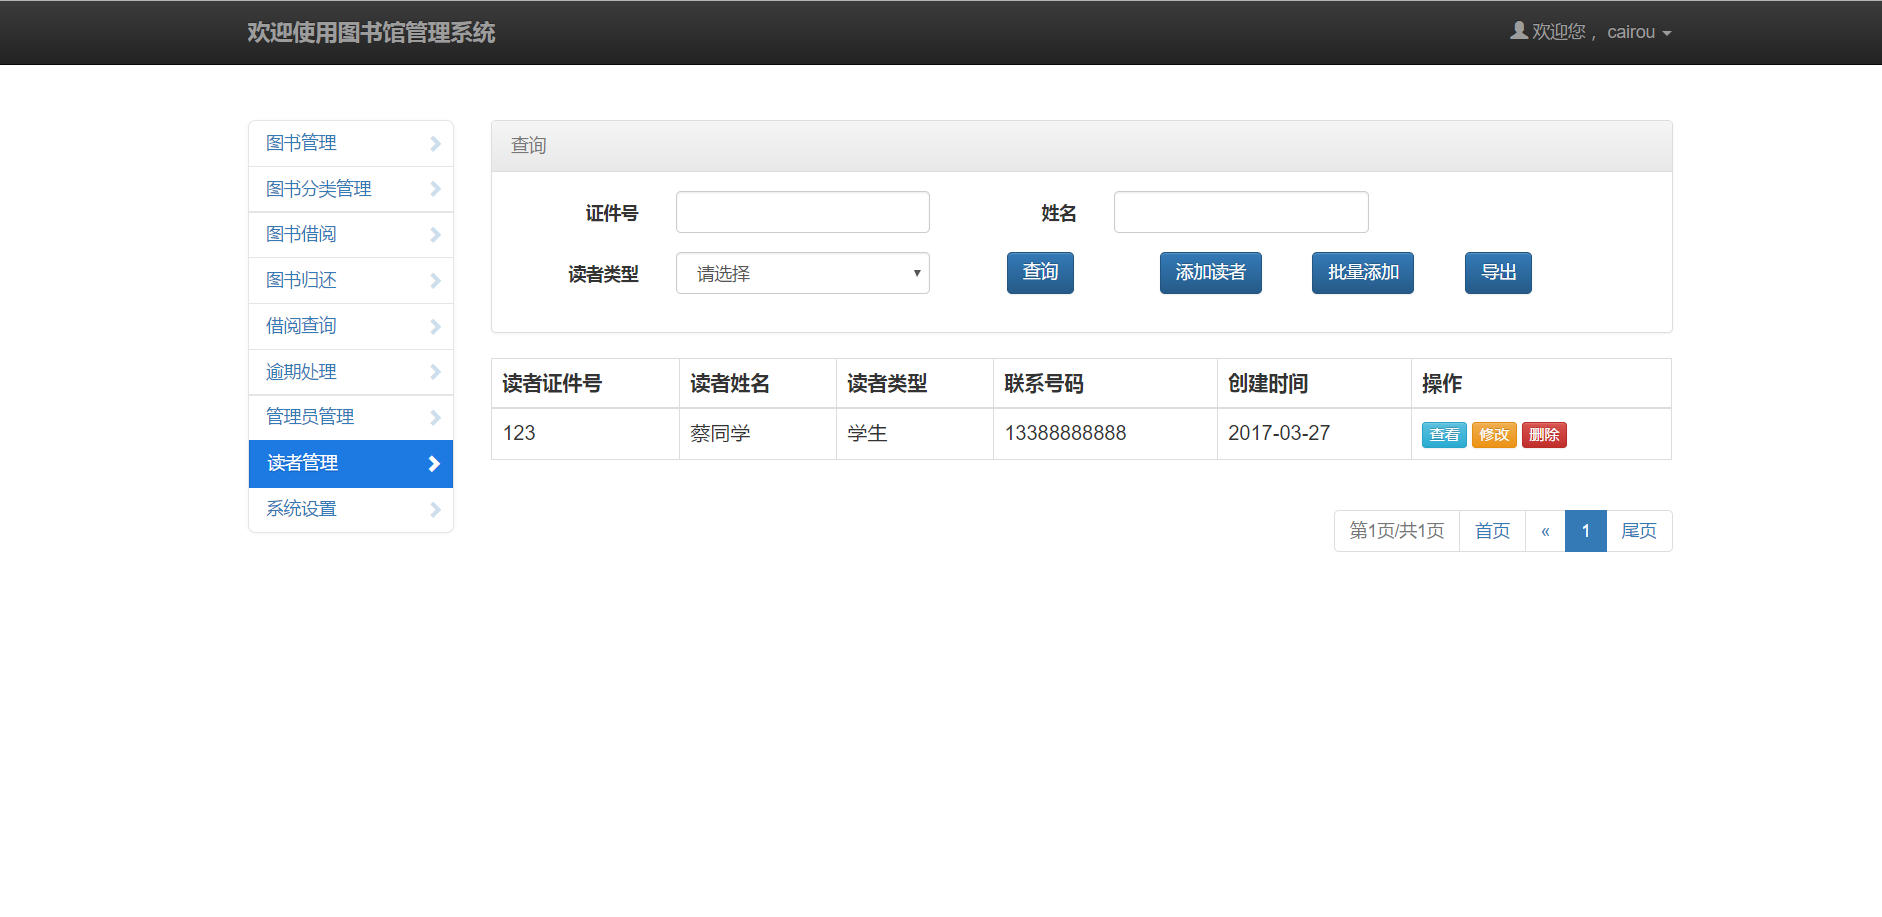 欢迎使用图书馆管理系统
欢迎您， cairou
图书管理
图书分类管理
图书借阅
图书归还
借阅查询
逾期处理
管理员管理
读者管理
系统设置
查询
证件号 姓名
读者类型 请选择 查询 添加读者 批量添加 导出
读者证件号 读者姓名 读者类型 联系号码 创建时间 操作
123 蔡同学 学生 13388888888 2017-03-27 查看 修改 删除
第1页/共1页 首页 « 1 尾页